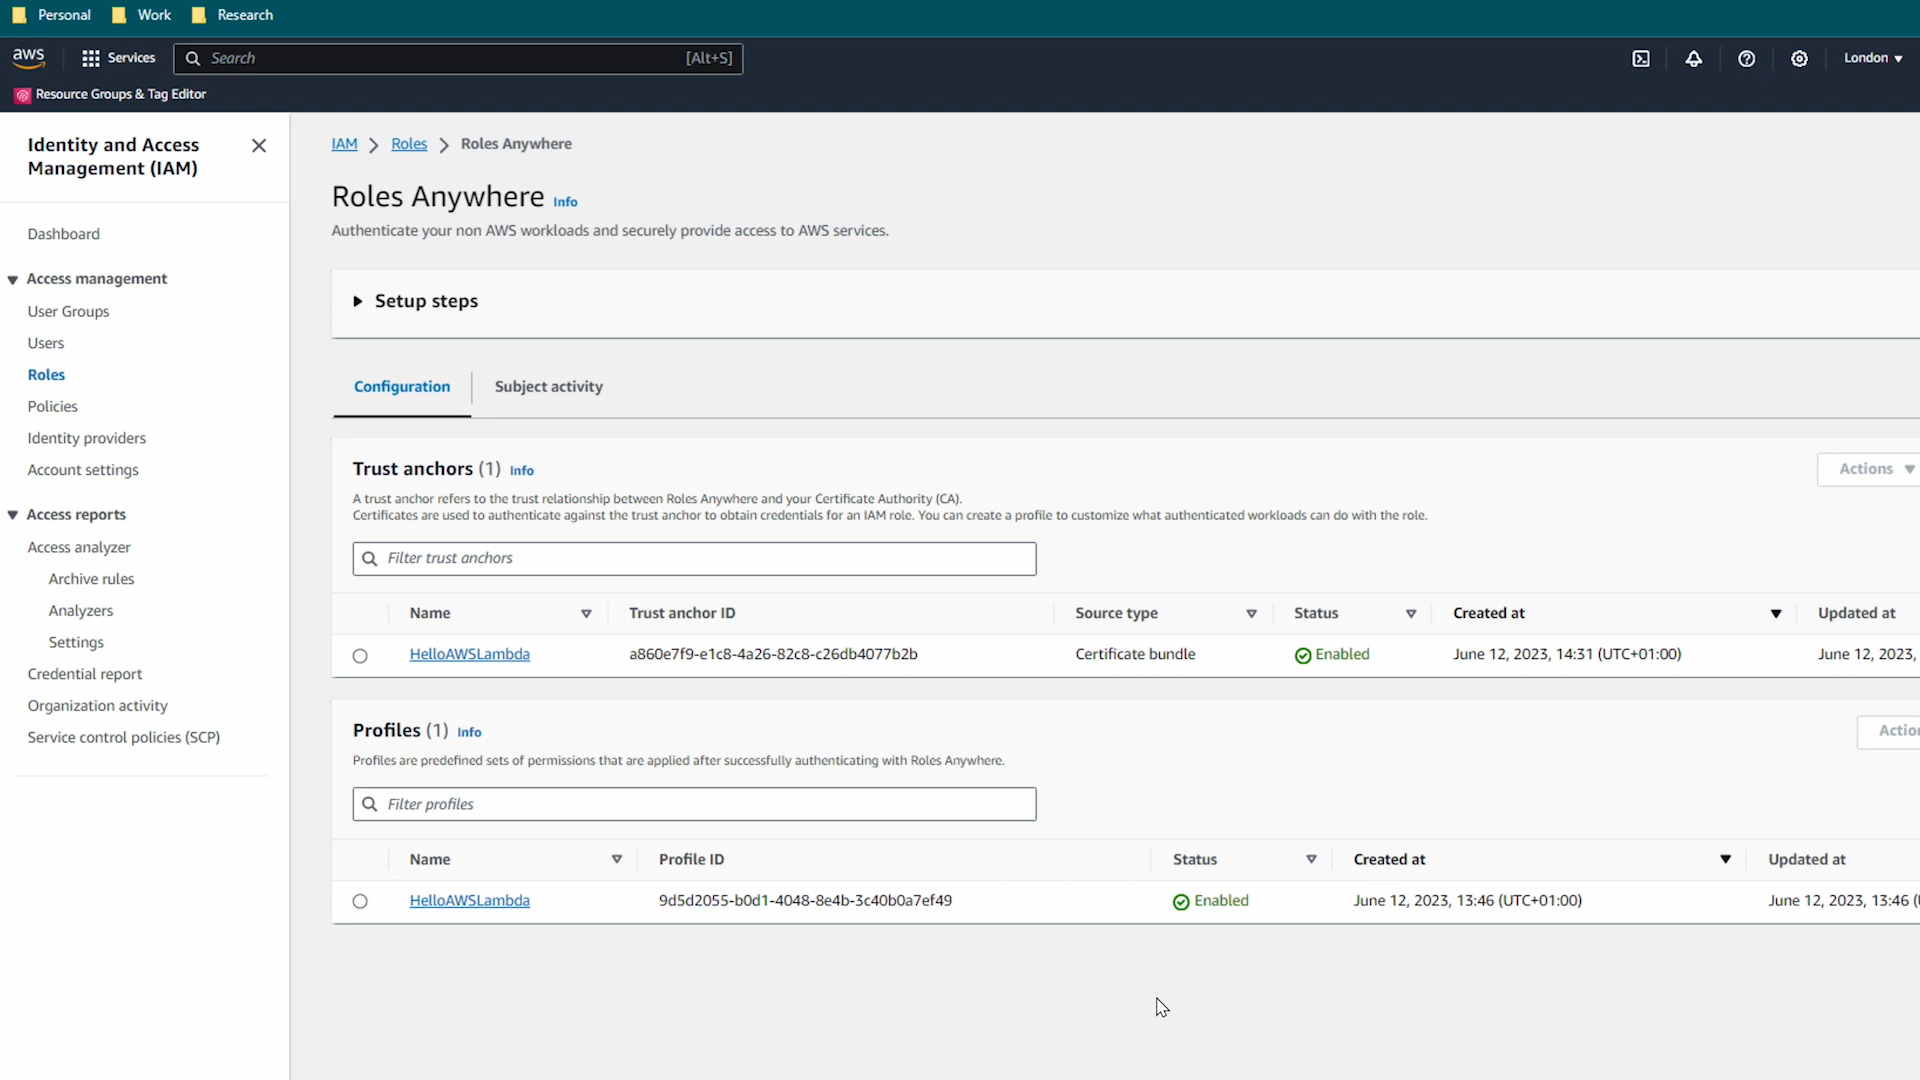 Personal Work Research
aws Services Search [Alt+S] London
Resource Groups & Tag Editor
Identity and Access
Management (IAM)
Dashboard
Access management
User Groups
Users
Roles
Policies
Identity providers
Account settings
Access reports
Access analyzer
Archive rules
Analyzers
Settings
Credential report
Organization activity
Service control policies (SCP)
IAM Roles Roles Anywhere
Roles Anywhere Info
Authenticate your non AWS workloads and securely provide access to AWS services.
Setup steps
Configuration Subject activity
Trust anchors (1) Info
Actions
A trust anchor refers to the trust relationship between Roles Anywhere and your Certificate Authority (CA).
Certificates are used to authenticate against the trust anchor to obtain credentials for an IAM role. You can create a profile to customize what authenticated workloads can do with the role.
Filter trust anchors
Name Trust anchor ID Source type Status Created at Updated at
HelloAWSLambda a860e7f9-e1c8-4a26-82c8-c26db4077b2b Certificate bundle Enabled June 12, 2023, 14:31 (UTC+01:00) June 12, 2023,
Profiles (1) Info
Action
Profiles are predefined sets of permissions that are applied after successfully authenticating with Roles Anywhere.
Filter profiles
Name Profile ID Status Created at Updated at
HelloAWSLambda 9d5d2055-b0d1-4048-8e4b-3c40b0a7ef49 Enabled June 12, 2023, 13:46 (UTC+01:00) June 12, 2023, 13:46 (